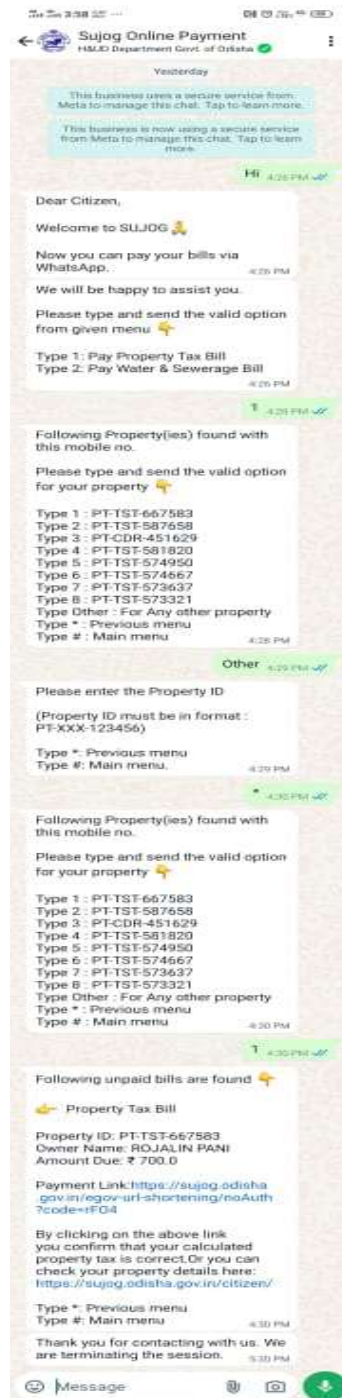 3:58
Sujog Online Payment
H&UD Department Govt. of Odisha
Yesterday
This business uses a secure service from
Meta to manage this chat. Tap to learn more.
This business is now using a secure service
from Meta to manage this chat. Tap to learn
more.
Hi 4:26 PM
Dear Citizen,
Welcome to SUJOG 🙏
Now you can pay your bills via
WhatsApp.
4:26 PM
We will be happy to assist you.
Please type and send the valid option
from given menu 👇
Type 1: Pay Property Tax Bill
Type 2: Pay Water & Sewerage Bill
4:26 PM
1 4:28 PM
Following Property(ies) found with
this mobile no.
Please type and send the valid option
for your property 👇
Type 1 : PT-TST-667583
Type 2 : PT-TST-587658
Type 3 : PT-CDR-451629
Type 4 : PT-TST-581820
Type 5 : PT-TST-574950
Type 6 : PT-TST-574667
Type 7 : PT-TST-573637
Type 8 : PT-TST-573321
Type Other : For Any other property
Type * : Previous menu
Type # : Main menu
4:28 PM
Other 4:29 PM
Please enter the Property ID
(Property ID must be in format :
PT-XXX-123456)
Type *: Previous menu
Type #: Main menu.
4:29 PM
* 4:30 PM
Following Property(ies) found with
this mobile no.
Please type and send the valid option
for your property 👇
Type 1 : PT-TST-667583
Type 2 : PT-TST-587658
Type 3 : PT-CDR-451629
Type 4 : PT-TST-581820
Type 5 : PT-TST-574950
Type 6 : PT-TST-574667
Type 7 : PT-TST-573637
Type 8 : PT-TST-573321
Type Other : For Any other property
Type * : Previous menu
Type # : Main menu
4:30 PM
1 4:30 PM
Following unpaid bills are found 👇
👉 Property Tax Bill
Property ID: PT-TST-667583
Owner Name: ROJALIN PANI
Amount Due: ₹ 700.0
Payment Link:https://sujog.odisha
.gov.in/egov-url-shortening/noAuth
?code=rFG4
By clicking on the above link
you confirm that your calculated
property tax is correct.Or you can
check your property details here:
https://sujog.odisha.gov.in/citizen/
Type *: Previous menu
Type #: Main menu
4:30 PM
Thank you for contacting with us. We
are terminating the session.
5:30 PM
Message